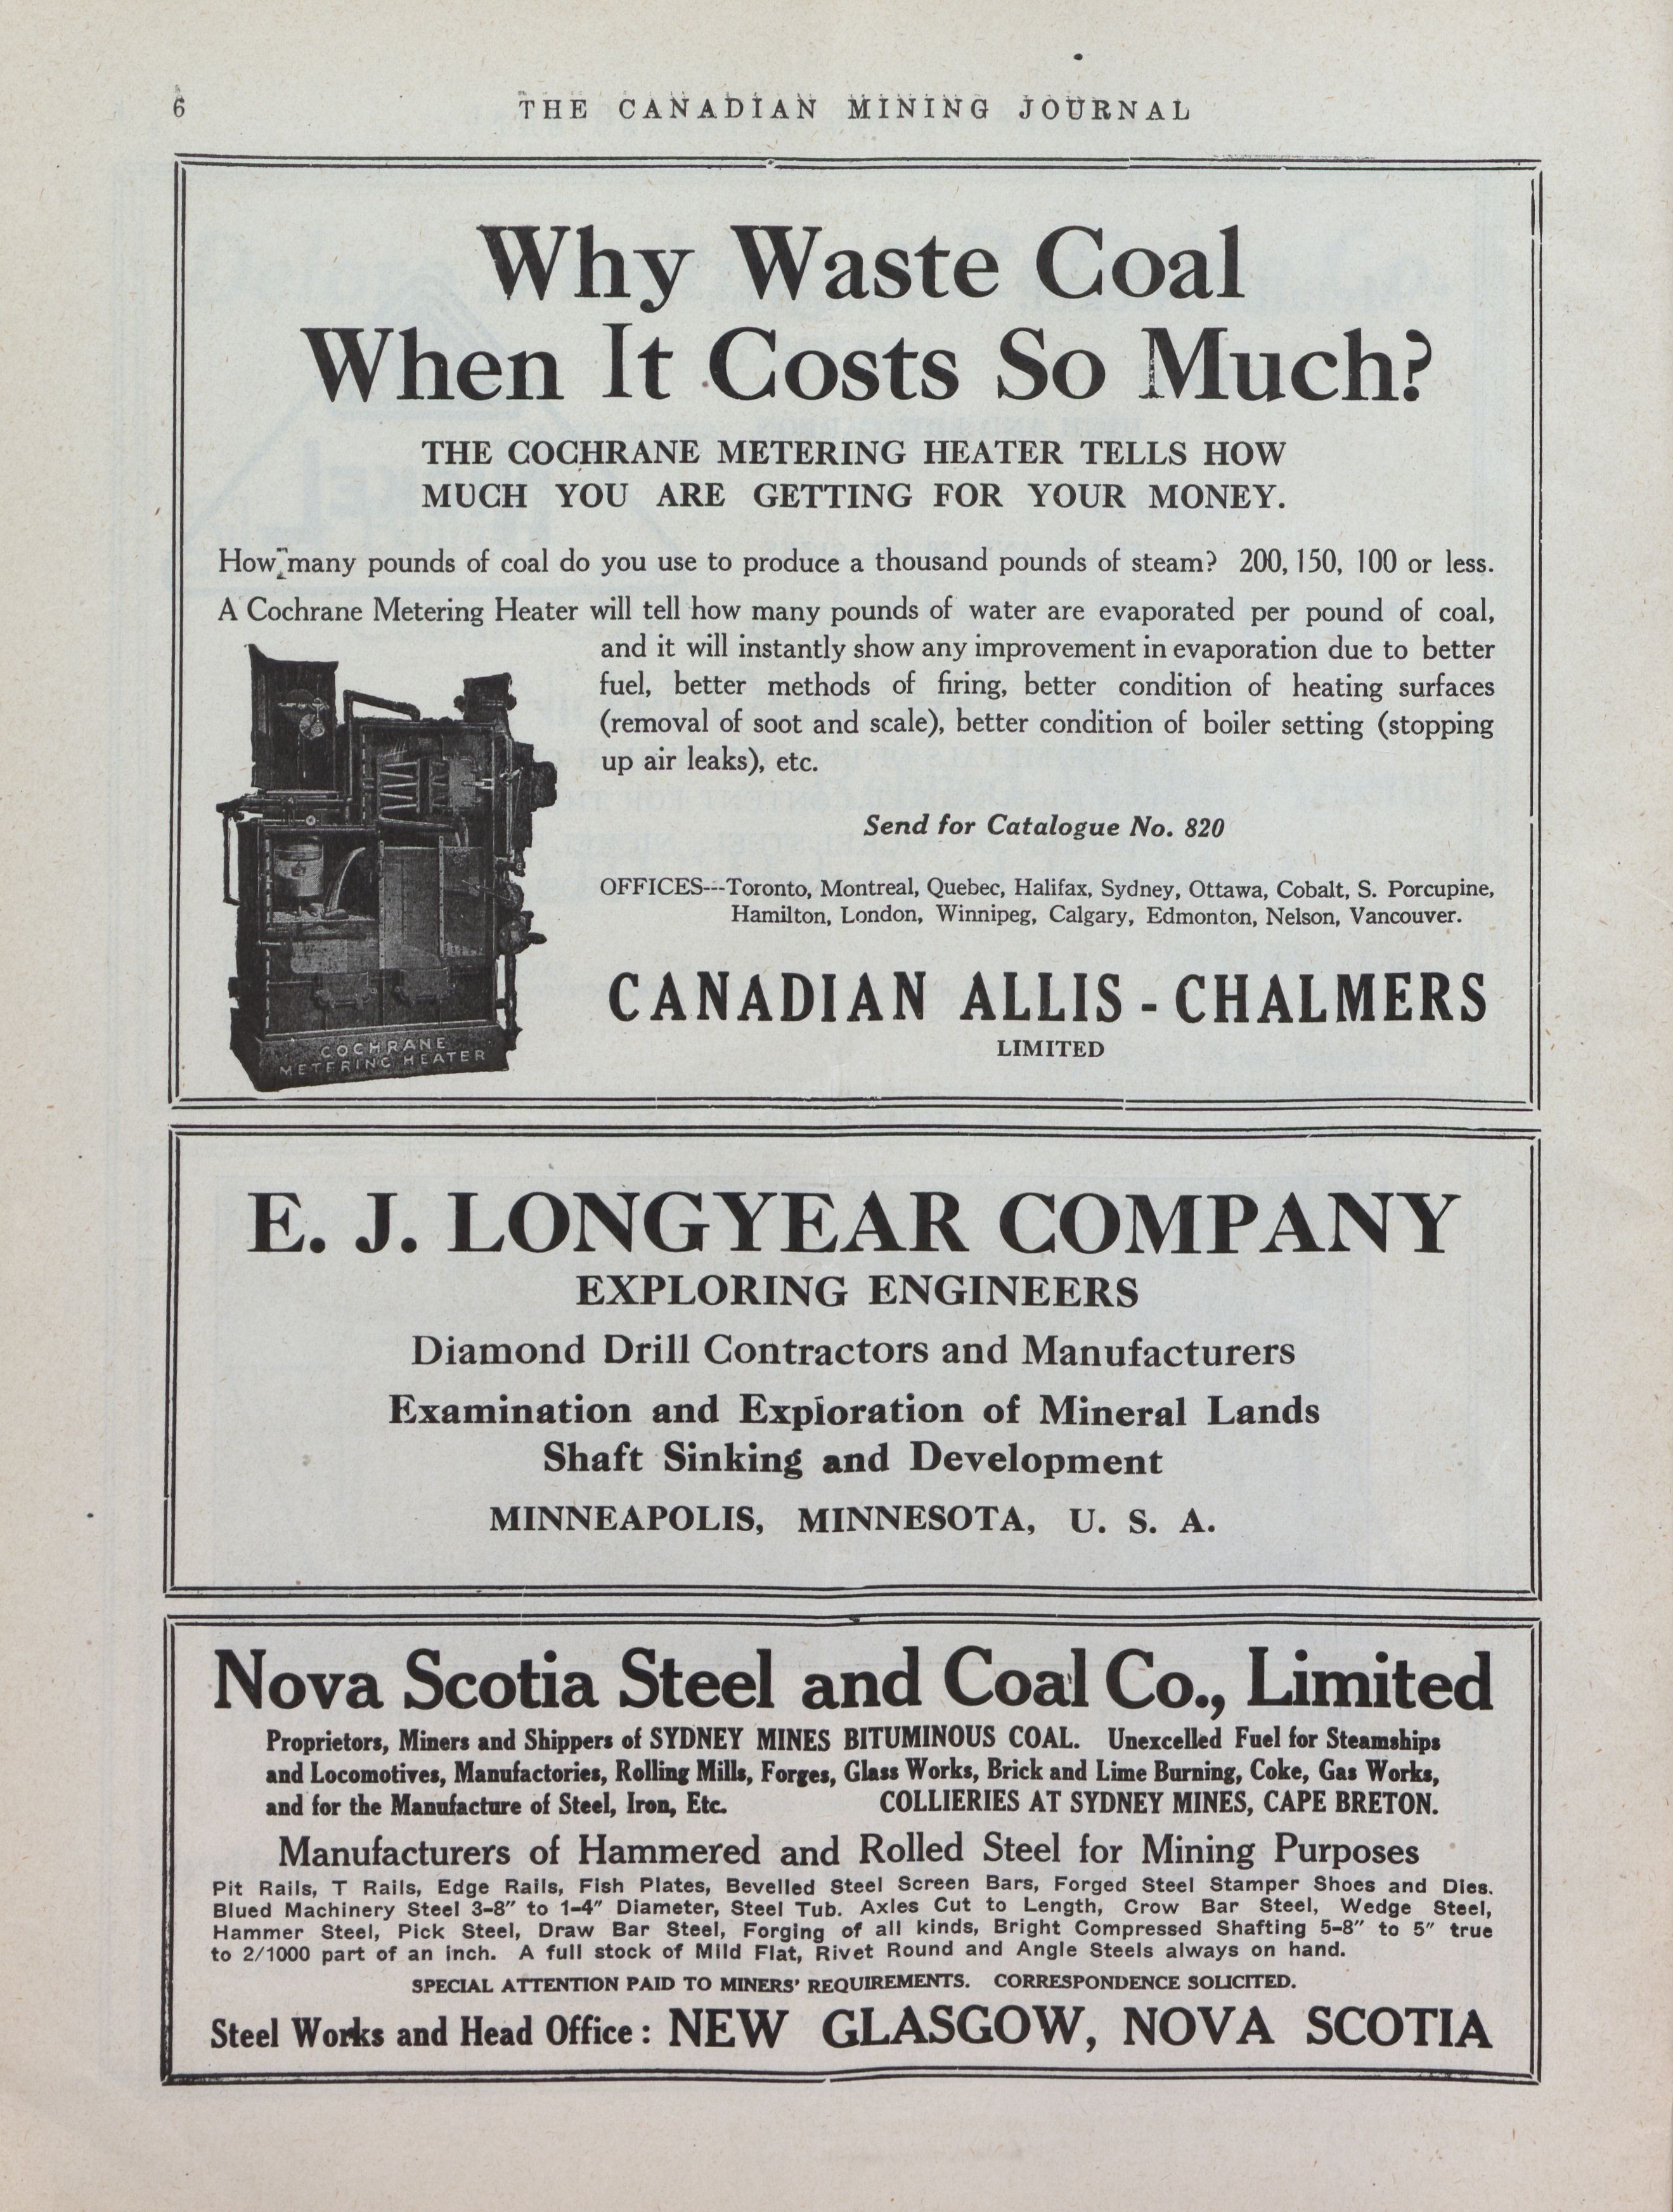 6
THE CANADIAN MINING JOURNAL
Why Waste Coal
When It Costs So Much?
THE COCHRANE METERING HEATER TELLS HOW
MUCH YOU ARE GETTING FOR YOUR MONEY.
How many pounds of coal do you use to produce a thousand pounds of steam? 200, 150, 100 or less.
A Cochrane Metering Heater will tell how many pounds of water are evaporated per pound of coal,
and it will instantly show any improvement in evaporation due to better
fuel, better methods of firing, better condition of heating surfaces
(removal of soot and scale), better condition of boiler setting (stopping
up air leaks), etc.
Send for Catalogue No. 820
OFFICES---Toronto, Montreal, Quebec, Halifax, Sydney, Ottawa, Cobalt, S. Porcupine,
Hamilton, London, Winnipeg, Calgary, Edmonton, Nelson, Vancouver.
CANADIAN ALLIS - CHALMERS
LIMITED
COCHRANE
METERING HEATER
E. J. LONGYEAR COMPANY
EXPLORING ENGINEERS
Diamond Drill Contractors and Manufacturers
Examination and Exploration of Mineral Lands
Shaft Sinking and Development
MINNEAPOLIS, MINNESOTA, U. S. A.
Nova Scotia Steel and Coal Co., Limited
Proprietors, Miners and Shippers of SYDNEY MINES BITUMINOUS COAL. Unexcelled Fuel for Steamships
and Locomotives, Manufactories, Rolling Mills, Forges, Glass Works, Brick and Lime Burning, Coke, Gas Works,
and for the Manufacture of Steel, Iron, Etc. COLLIERIES AT SYDNEY MINES, CAPE BRETON.
Manufacturers of Hammered and Rolled Steel for Mining Purposes
Pit Rails, T Rails, Edge Rails, Fish Plates, Bevelled Steel Screen Bars, Forged Steel Stamper Shoes and Dies.
Blued Machinery Steel 3-8″ to 1-4″ Diameter, Steel Tub. Axles Cut to Length, Crow Bar Steel, Wedge Steel,
Hammer Steel, Pick Steel, Draw Bar Steel, Forging of all kinds, Bright Compressed Shafting 5-8″ to 5″ true
to 2/1000 part of an inch. A full stock of Mild Flat, Rivet Round and Angle Steels always on hand.
SPECIAL ATTENTION PAID TO MINERS' REQUIREMENTS. CORRESPONDENCE SOLICITED.
Steel Works and Head Office : NEW GLASGOW, NOVA SCOTIA